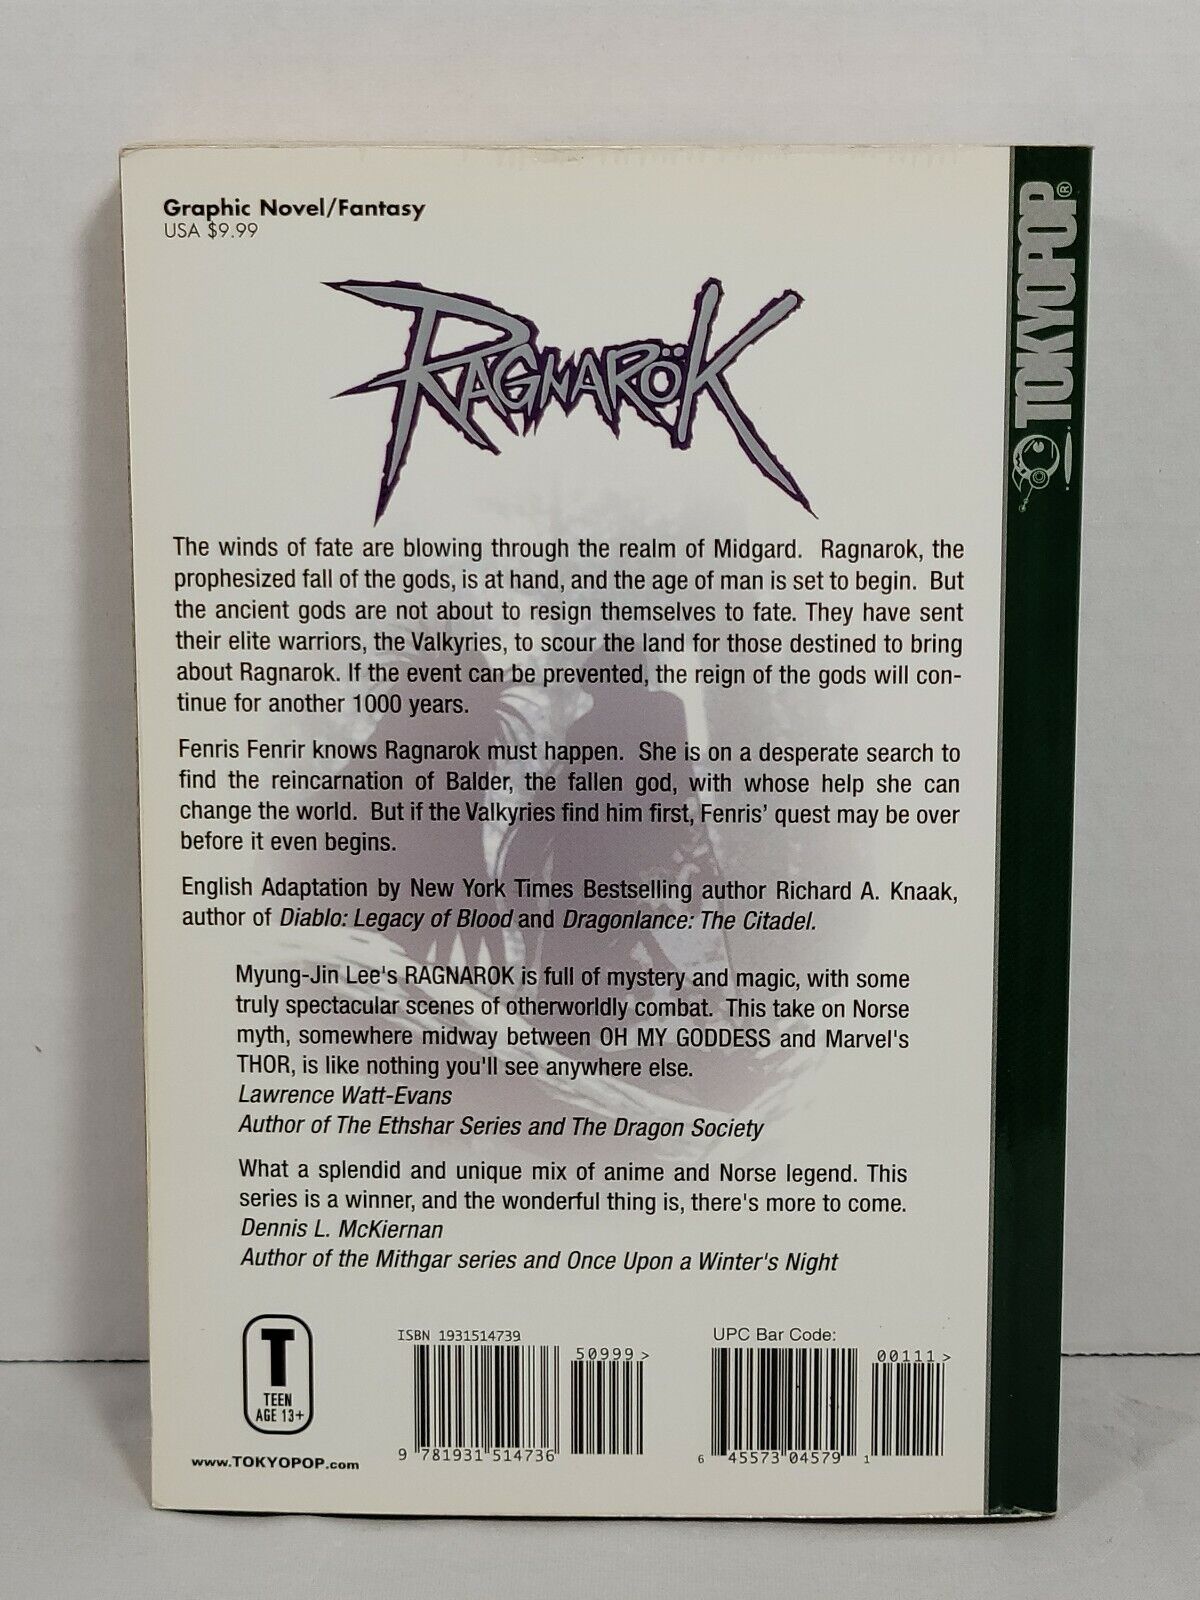 Graphic Novel/Fantasy
USA $9.99
RAGNARÖK
TOKYOPOP®
The winds of fate are blowing through the realm of Midgard. Ragnarok, the
prophesized fall of the gods, is at hand, and the age of man is set to begin. But
the ancient gods are not about to resign themselves to fate. They have sent
their elite warriors, the Valkyries, to scour the land for those destined to bring
about Ragnarok. If the event can be prevented, the reign of the gods will con-
tinue for another 1000 years.
Fenris Fenrir knows Ragnarok must happen. She is on a desperate search to
find the reincarnation of Balder, the fallen god, with whose help she can
change the world. But if the Valkyries find him first, Fenris' quest may be over
before it even begins.
English Adaptation by New York Times Bestselling author Richard A. Knaak,
author of Diablo: Legacy of Blood and Dragonlance: The Citadel.
Myung-Jin Lee's RAGNAROK is full of mystery and magic, with some
truly spectacular scenes of otherworldly combat. This take on Norse
myth, somewhere midway between OH MY GODDESS and Marvel's
THOR, is like nothing you'll see anywhere else.
Lawrence Watt-Evans
Author of The Ethshar Series and The Dragon Society
What a splendid and unique mix of anime and Norse legend. This
series is a winner, and the wonderful thing is, there's more to come.
Dennis L. McKiernan
Author of the Mithgar series and Once Upon a Winter's Night
T
TEEN
AGE 13+
www.TOKYOPOP.com
ISBN 1931514739
50999>
9 781931 514736
UPC Bar Code:
00111>
6 45573 04579 1